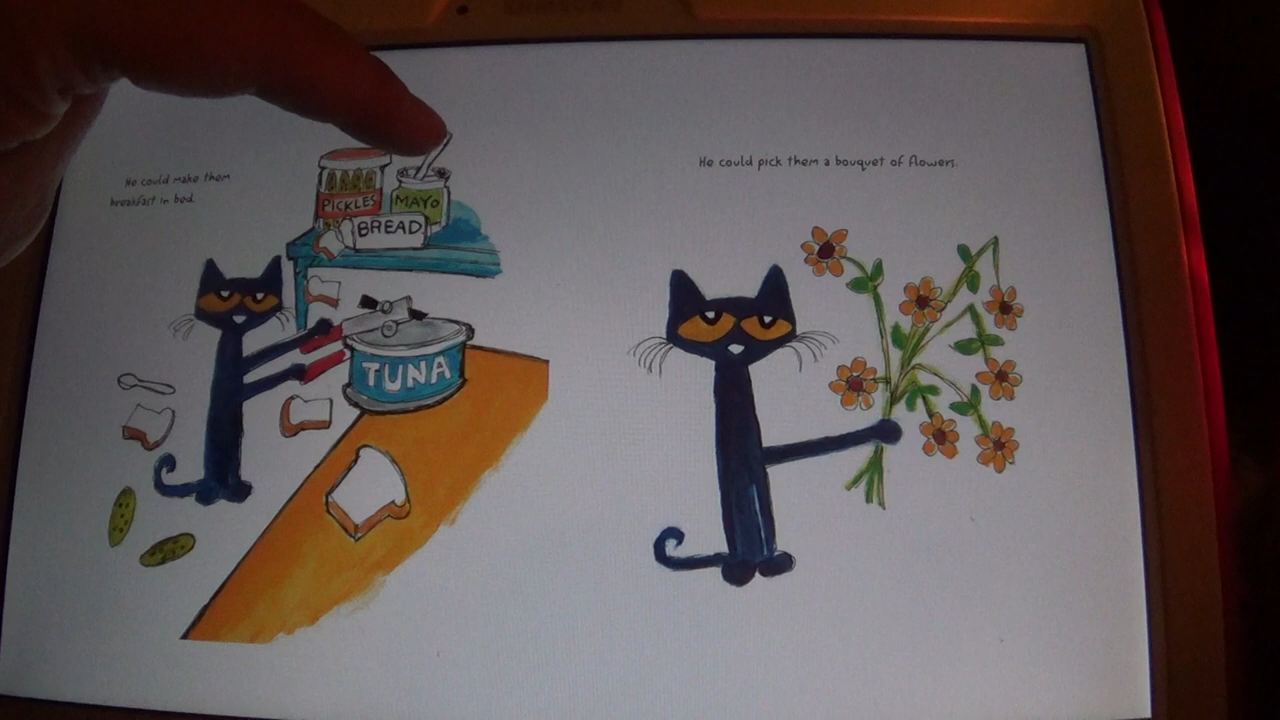 He could make them
breakfast in bed.
PICKLES
MAYO
BREAD
TUNA
He could pick them a bouquet of flowers.